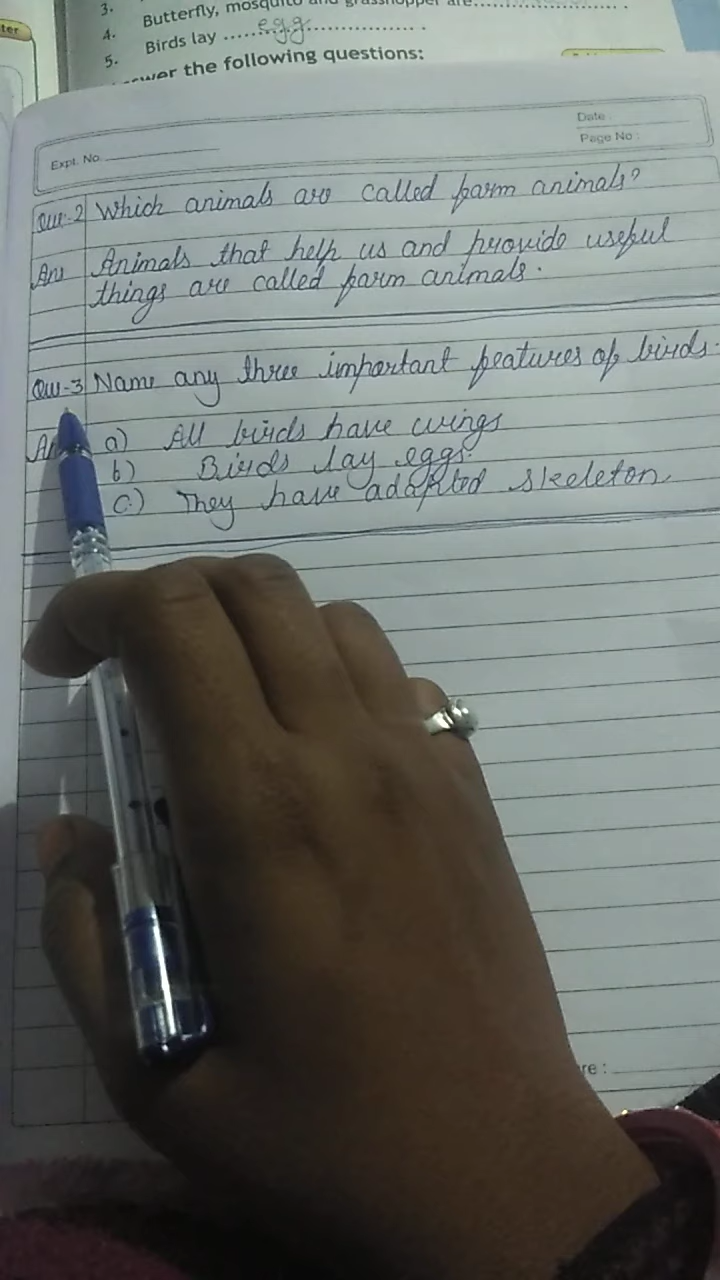 3.
4. Butterfly, mosquito and grasshopper are
5. Birds lay egg
the following questions:
Date
Page No :
Expt. No.
Que-2 Which animals are called farm animals?
Ans Animals that help us and provide useful
things are called farm animals.
Que-3 Name any three important features of birds.
a) All birds have wings
b) Birds lay eggs.
c) They have adapted skeleton